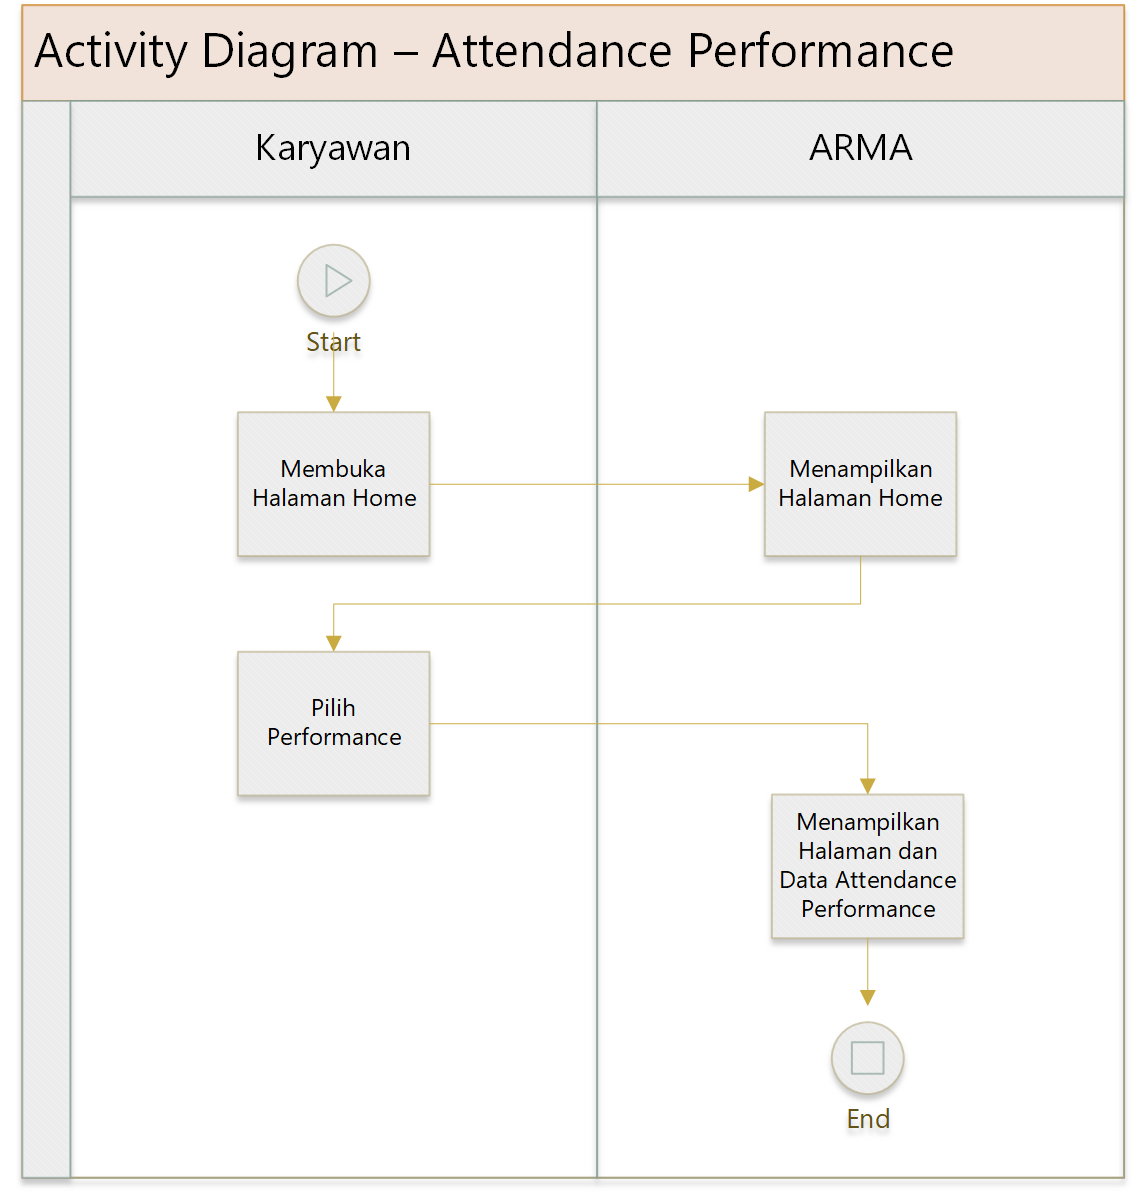 Activity Diagram – Attendance Performance
Karyawan
ARMA
Start
Membuka
Halaman Home
Menampilkan
Halaman Home
Pilih
Performance
Menampilkan
Halaman dan
Data Attendance
Performance
End